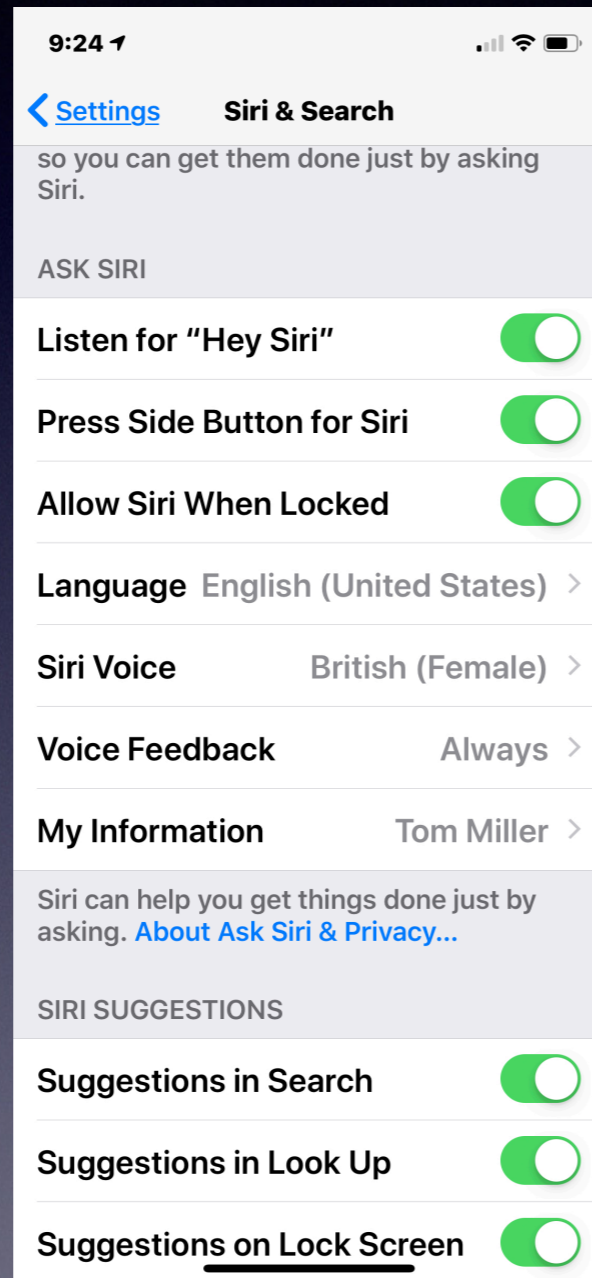 9:24
Settings
Siri & Search
so you can get them done just by asking
Siri.
ASK SIRI
Listen for “Hey Siri”
Press Side Button for Siri
Allow Siri When Locked
Language English (United States)
Siri Voice British (Female)
Voice Feedback Always
My Information Tom Miller
Siri can help you get things done just by
asking. About Ask Siri & Privacy...
SIRI SUGGESTIONS
Suggestions in Search
Suggestions in Look Up
Suggestions on Lock Screen